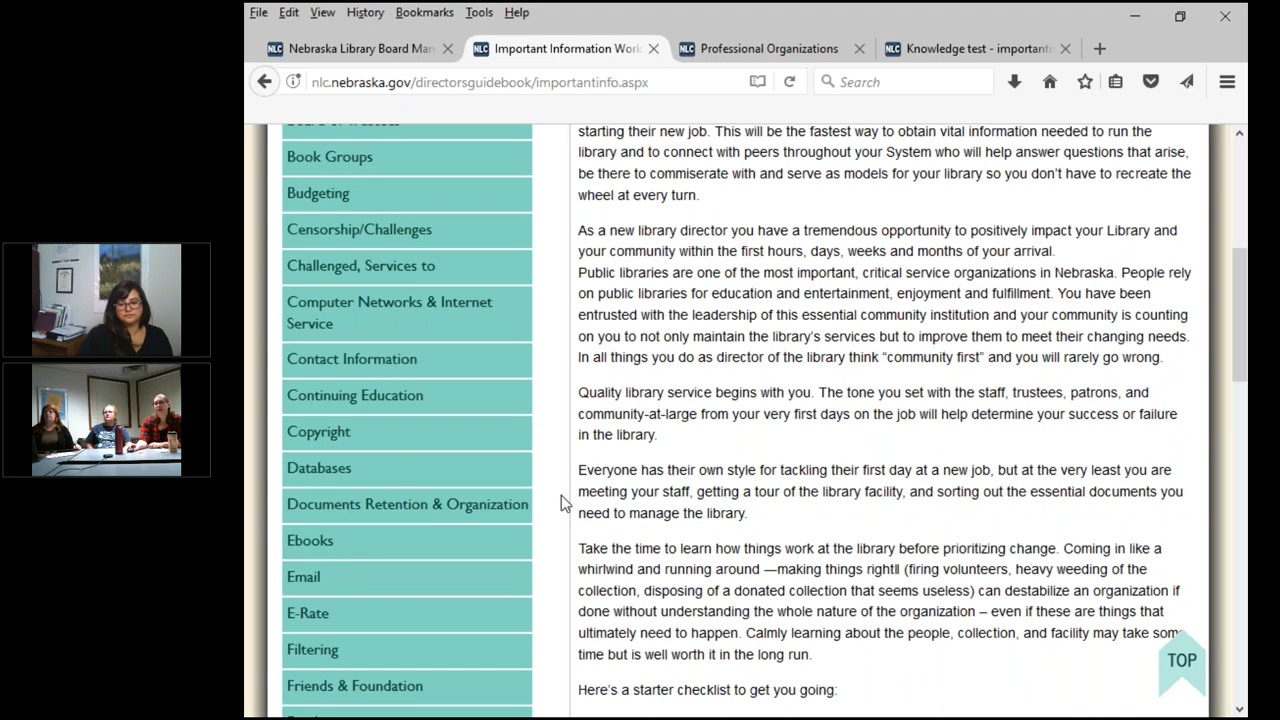 File Edit View History Bookmarks Tools Help
NLC Nebraska Library Board Man
NLC Important Information Work
NLC Professional Organizations
NLC Knowledge test - importanti
nlc.nebraska.gov/directorsguidebook/importantinfo.aspx
Search
Book Groups
Budgeting
Censorship/Challenges
Challenged, Services to
Computer Networks & Internet
Service
Contact Information
Continuing Education
Copyright
Databases
Documents Retention & Organization
Ebooks
Email
E-Rate
Filtering
Friends & Foundation
starting their new job. This will be the fastest way to obtain vital information needed to run the
library and to connect with peers throughout your System who will help answer questions that arise,
be there to commiserate with and serve as models for your library so you don’t have to recreate the
wheel at every turn.
As a new library director you have a tremendous opportunity to positively impact your Library and
your community within the first hours, days, weeks and months of your arrival.
Public libraries are one of the most important, critical service organizations in Nebraska. People rely
on public libraries for education and entertainment, enjoyment and fulfillment. You have been
entrusted with the leadership of this essential community institution and your community is counting
on you to not only maintain the library’s services but to improve them to meet their changing needs.
In all things you do as director of the library think “community first” and you will rarely go wrong.
Quality library service begins with you. The tone you set with the staff, trustees, patrons, and
community-at-large from your very first days on the job will help determine your success or failure
in the library.
Everyone has their own style for tackling their first day at a new job, but at the very least you are
meeting your staff, getting a tour of the library facility, and sorting out the essential documents you
need to manage the library.
Take the time to learn how things work at the library before prioritizing change. Coming in like a
whirlwind and running around ―making things right‖ (firing volunteers, heavy weeding of the
collection, disposing of a donated collection that seems useless) can destabilize an organization if
done without understanding the whole nature of the organization – even if these are things that
ultimately need to happen. Calmly learning about the people, collection, and facility may take some
time but is well worth it in the long run.
TOP
Here’s a starter checklist to get you going: